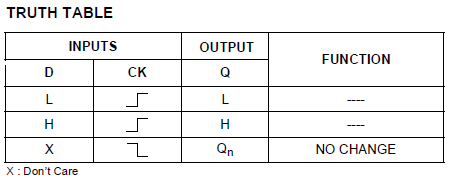 TRUTH TABLE
INPUTS OUTPUT FUNCTION
D CK Q
L L ----
H H ----
X Qn NO CHANGE
X : Don't Care